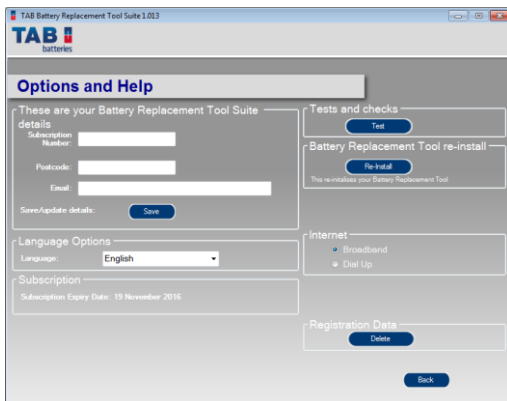 TAB Battery Replacement Tool Suite 1.013
TAB
batteries
Options and Help
These are your Battery Replacement Tool Suite
details
Subscription
Number:
Postcode:
Email:
Save/update details:
Save
Language Options
Language:
English
Subscription
Subscription Expiry Date: 19 November 2016
Tests and checks
Test
Battery Replacement Tool re-install
Re-Install
This re-initialises your Battery Replacement Tool
Internet
Broadband
Dial Up
Registration Data
Delete
Back